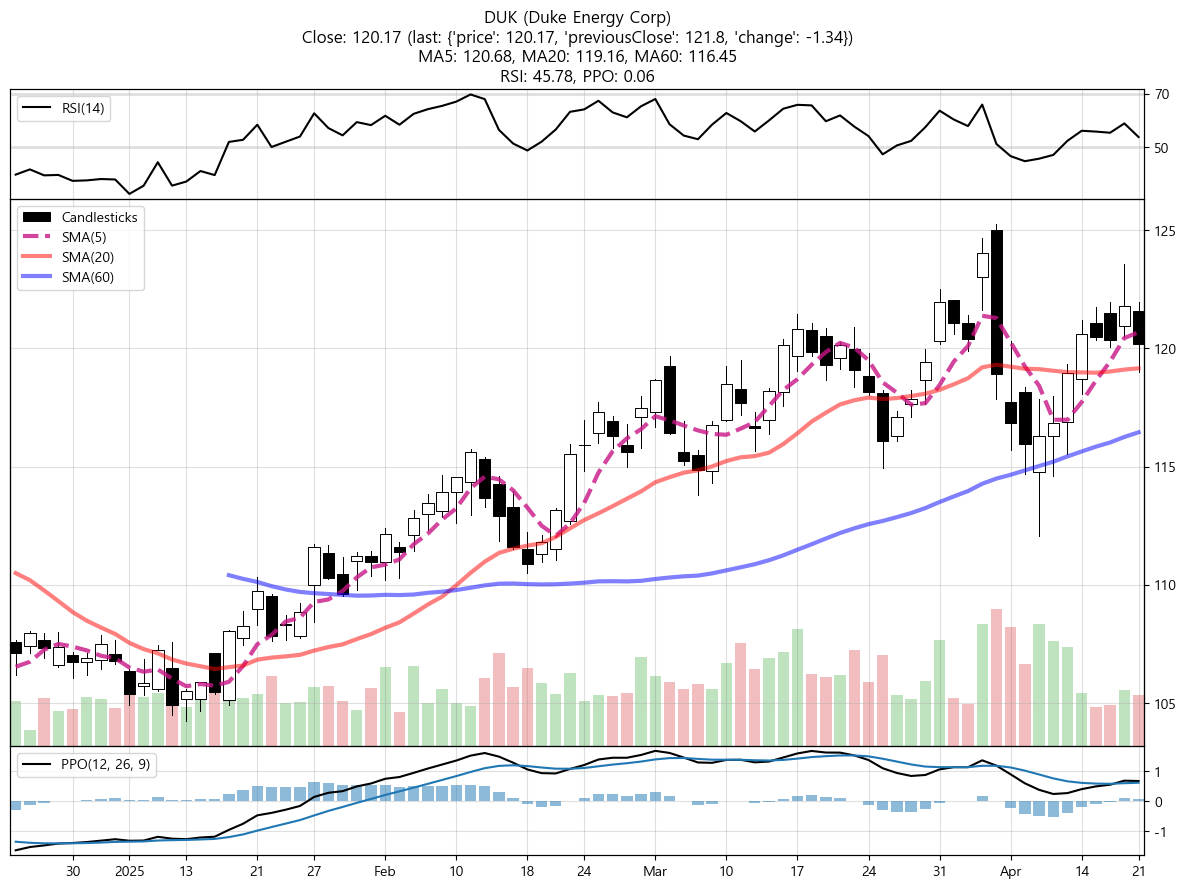 DUK (Duke Energy Corp)
Close: 120.17 (last: {'price': 120.17, 'previousClose': 121.8, 'change': -1.34})
MA5: 120.68, MA20: 119.16, MA60: 116.45
RSI: 45.78, PPO: 0.06
RSI(14)
70
50
Candlesticks
SMA(5)
SMA(20)
SMA(60)
125
120
115
110
105
PPO(12, 26, 9)
1
0
-1
30 2025 13 21 27 Feb 10 18 24 Mar 10 17 24 31 Apr 14 21